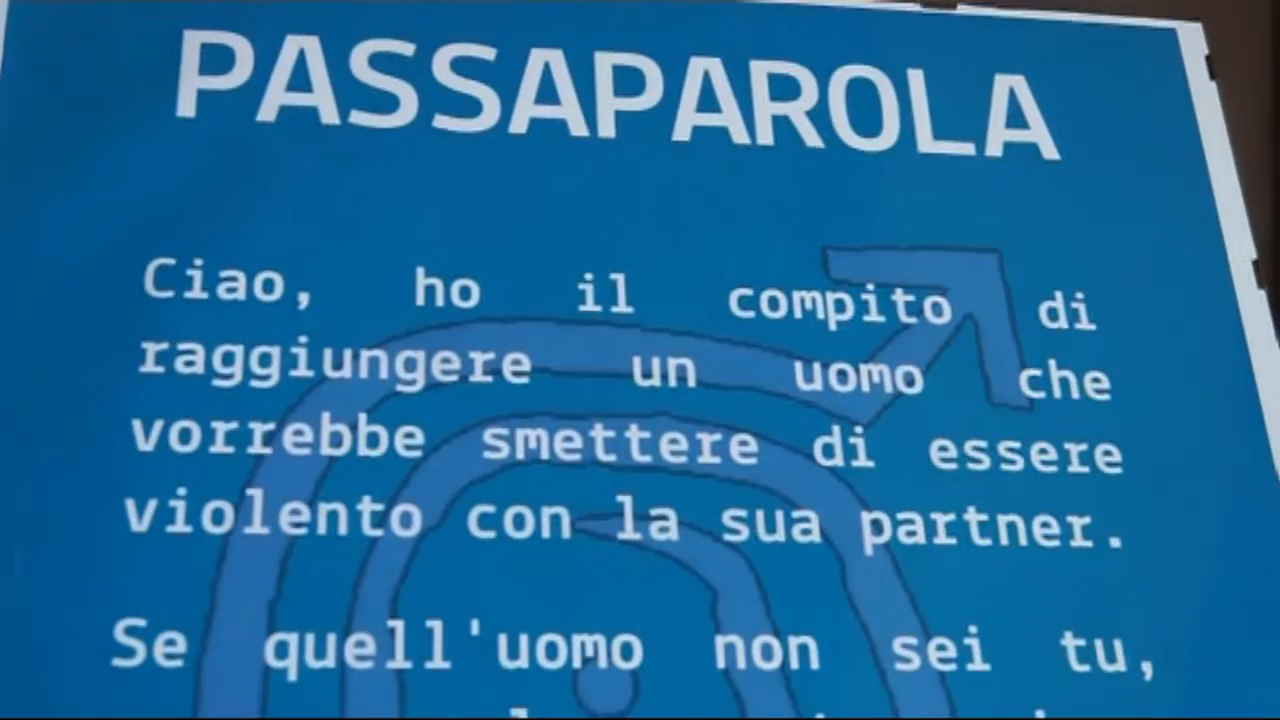 PASSAPAROLA
Ciao, ho il compito di
raggiungere un uomo che
vorrebbe smettere di essere
violento con la sua partner.
Se quell'uomo non sei tu,